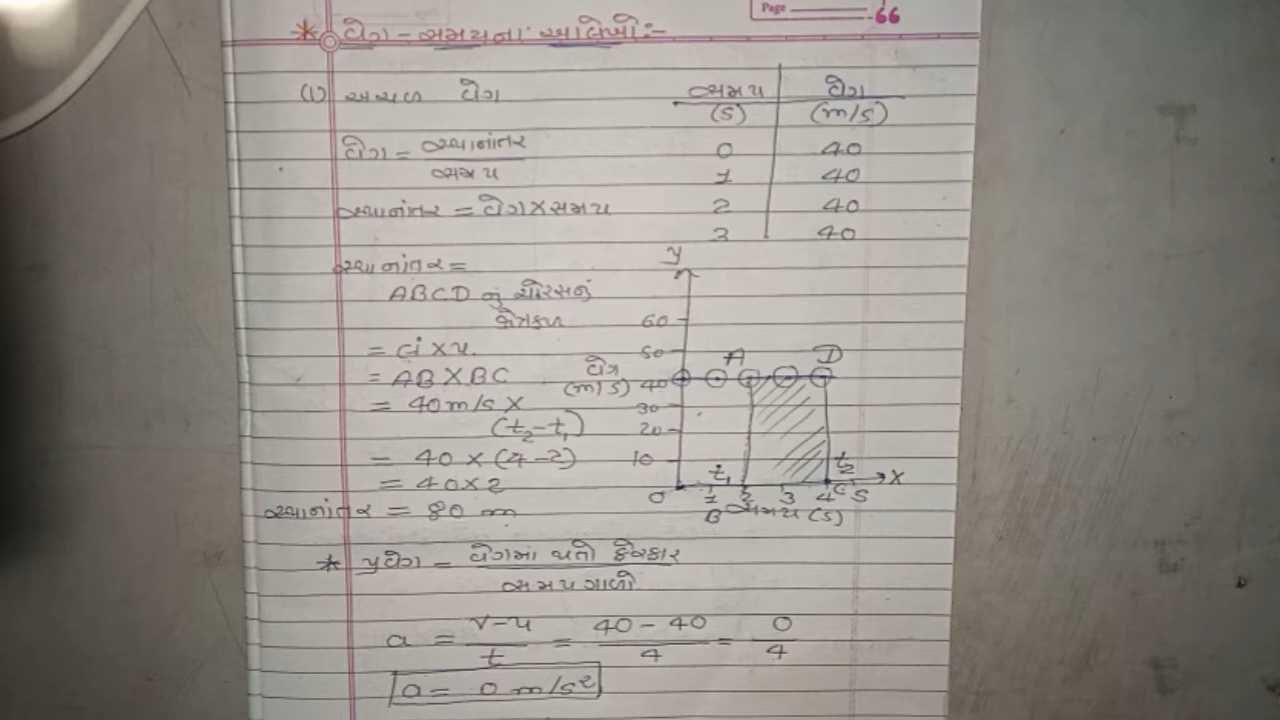 Page 66
* વેગ - સમયના આલેખો :-
(1) અચળ વેગ
સમય (s) વેગ (m/s)
0 40
1 40
2 40
3 40
વેગ = સ્થાનાંતર / સમય
સ્થાનાંતર = વેગ × સમય
સ્થાનાંતર =
ABCD નું ચોરસનું
ક્ષેત્રફળ
= લં × પ.
= AB × BC
= 40 m/s ×
(t₂-t₁)
= 40 × (4-2)
= 40 × 2
સ્થાનાંતર = 80 m
y
60
50 A D
વેગ (m/s) 40
30
20
10 t₁ t₂
0 1 2 3 4 C 5 X
B સમય (s)
* પ્રવેગ = વેગમાં થતો ફેરફાર / સમયગાળો
a = v-u / t = 40 - 40 / 4 = 0 / 4
a = 0 m/s²